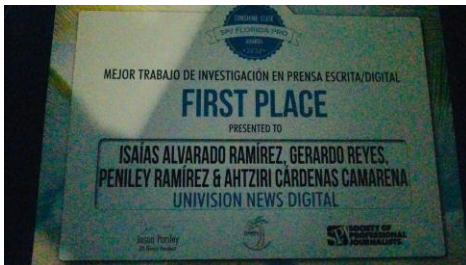 SUNSHINE STATE
SPJ FLORIDA PRO
AWARDS
MEJOR TRABAJO DE INVESTIGACIÓN EN PRENSA ESCRITA/DIGITAL
FIRST PLACE
PRESENTED TO
ISAÍAS ALVARADO RAMÍREZ, GERARDO REYES,
PENILEY RAMÍREZ & AHTZIRI CÁRDENAS CAMARENA
UNIVISION NEWS DIGITAL
Jason Parsley
SPJ
SOCIETY OF
PROFESSIONAL
JOURNALISTS